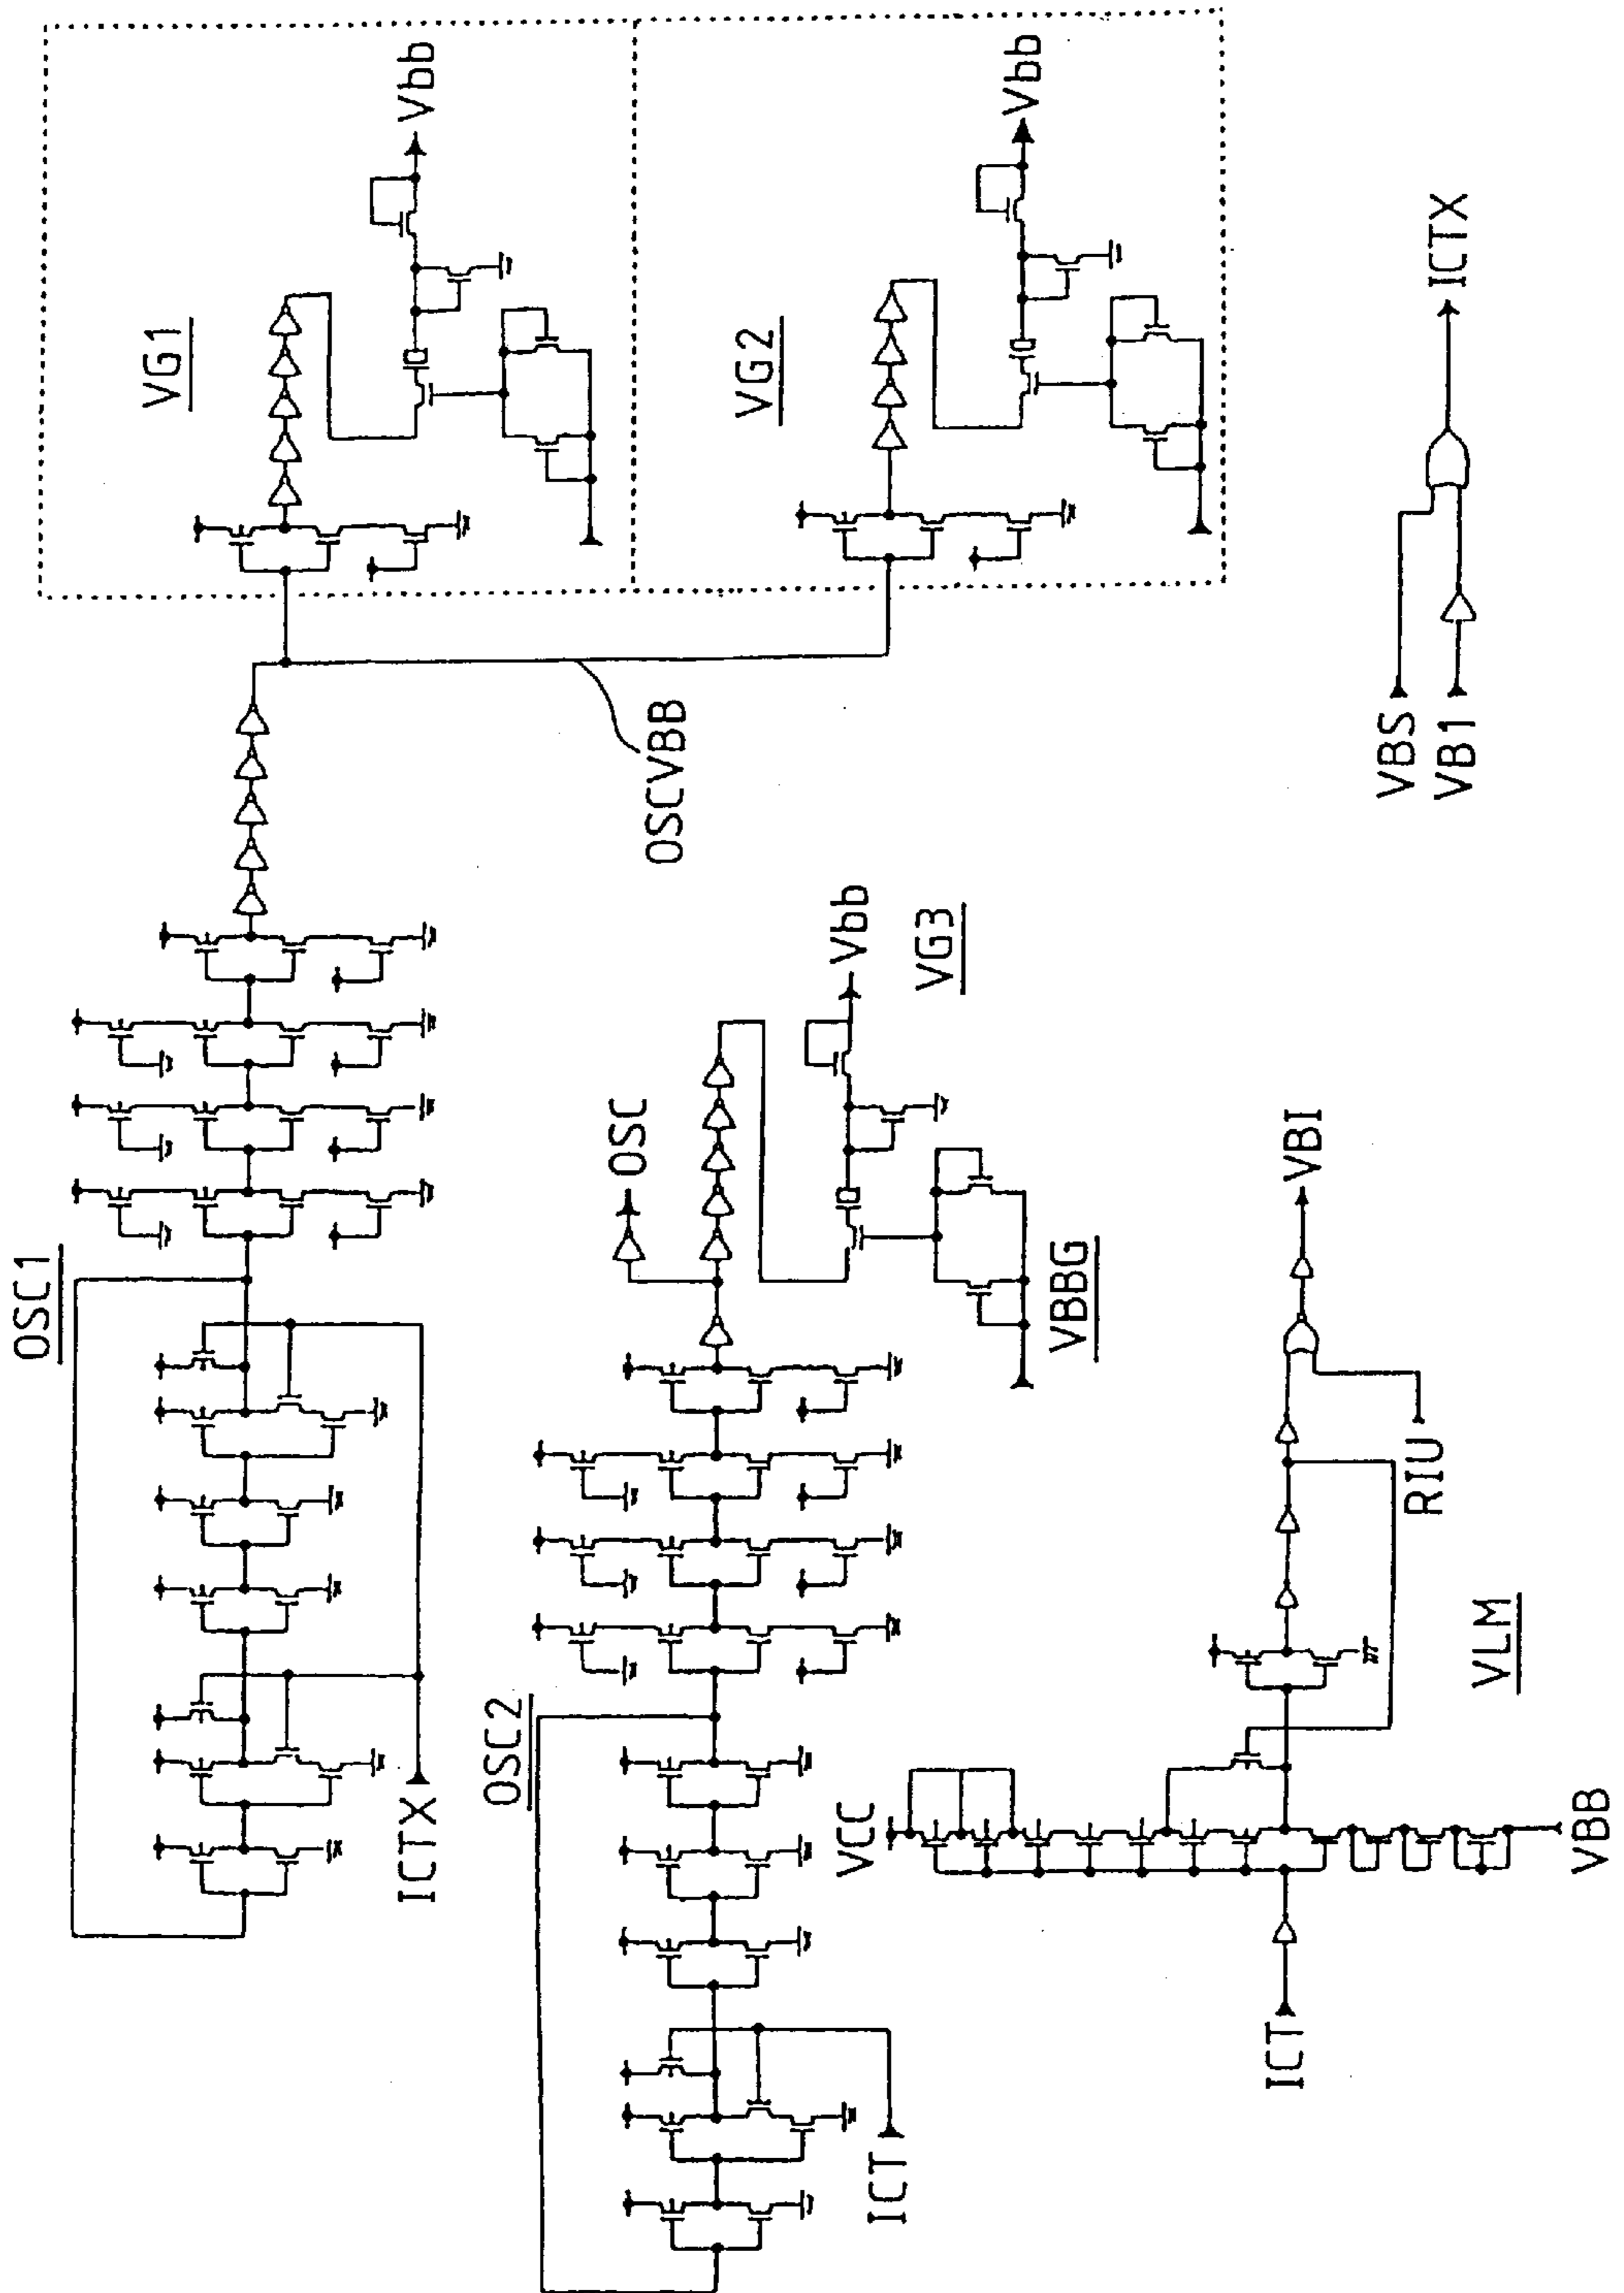 OSC1
VG1
Vbb
OSCVBB
VG2
Vbb
ICTX
OSC2
OSC
Vbb
VG3
VBBG
ICT
VCC
ICT
VBB
VLM
RIU
VBI
VBS
VB1
ICTX